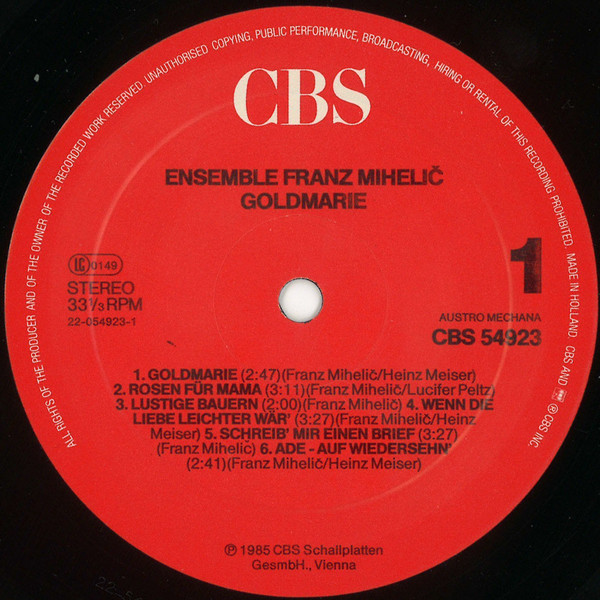 ALL RIGHTS OF THE PRODUCER AND OF THE OWNER OF THE RECORDED WORK RESERVED. UNAUTHORISED COPYING, PUBLIC PERFORMANCE, BROADCASTING, HIRING OR RENTAL OF THIS RECORDING PROHIBITED. MADE IN HOLLAND. CBS AND ℗ CBS INC.
CBS
ENSEMBLE FRANZ MIHELIČ
GOLDMARIE
LC 0149
STEREO
33⅓ RPM
22-054923-1
1
AUSTRO MECHANA
CBS 54923
1. GOLDMARIE (2:47)(Franz Mihelič/Heinz Meiser)
2. ROSEN FÜR MAMA (3:11)(Franz Mihelič/Lucifer Peltz)
3. LUSTIGE BAUERN (2:00)(Franz Mihelič) 4. WENN DIE
LIEBE LEICHTER WÄR' (3:27)(Franz Mihelič/Heinz
Meiser) 5. SCHREIB' MIR EINEN BRIEF (3:27)
(Franz Mihelič) 6. ADE - AUF WIEDERSEHN'
(2:41)(Franz Mihelič/Heinz Meiser)
℗ 1985 CBS Schallplatten
GesmbH., Vienna